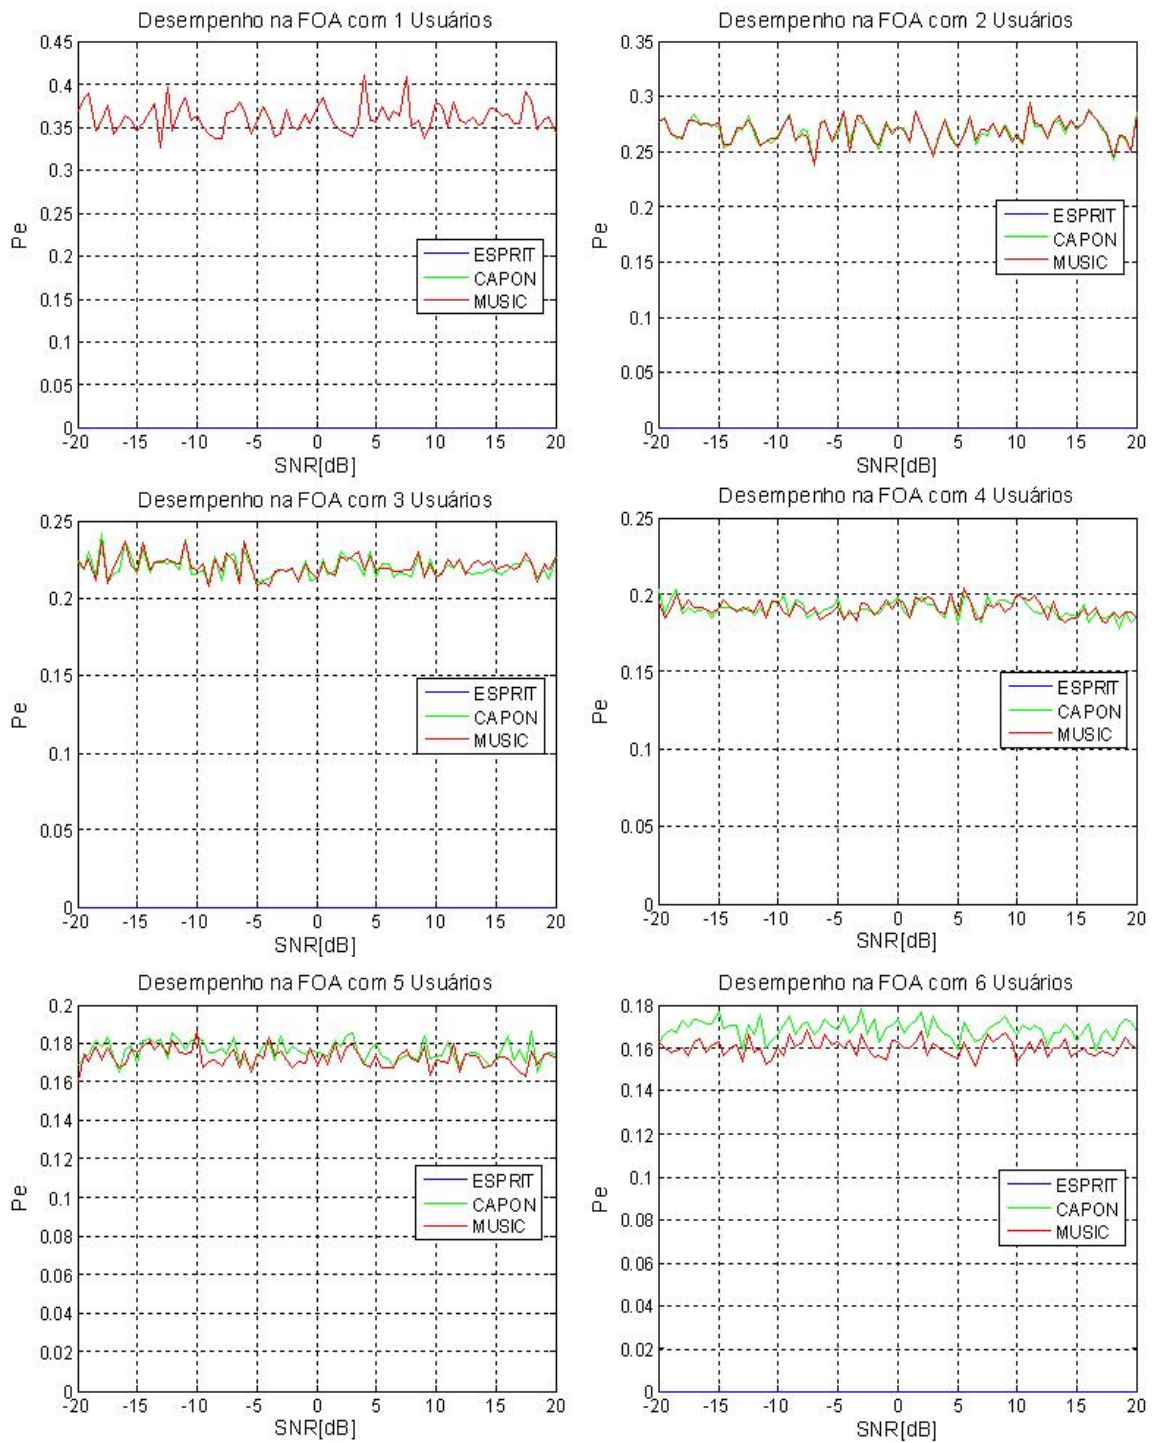 Desempenho na FOA com 1 Usuários
0.45
0.4
0.35
0.3
0.25
0.2
0.15
0.1
0.05
0
Pe
ESPRIT
CAPON
MUSIC
-20 -15 -10 -5 0 5 10 15 20
SNR[dB]
Desempenho na FOA com 2 Usuários
0.35
0.3
0.25
0.2
0.15
0.1
0.05
0
Pe
ESPRIT
CAPON
MUSIC
-20 -15 -10 -5 0 5 10 15 20
SNR[dB]
Desempenho na FOA com 3 Usuários
0.25
0.2
0.15
0.1
0.05
0
Pe
ESPRIT
CAPON
MUSIC
-20 -15 -10 -5 0 5 10 15 20
SNR[dB]
Desempenho na FOA com 4 Usuários
0.25
0.2
0.15
0.1
0.05
0
Pe
ESPRIT
CAPON
MUSIC
-20 -15 -10 -5 0 5 10 15 20
SNR[dB]
Desempenho na FOA com 5 Usuários
0.2
0.18
0.16
0.14
0.12
0.1
0.08
0.06
0.04
0.02
0
Pe
ESPRIT
CAPON
MUSIC
-20 -15 -10 -5 0 5 10 15 20
SNR[dB]
Desempenho na FOA com 6 Usuários
0.18
0.16
0.14
0.12
0.1
0.08
0.06
0.04
0.02
0
Pe
ESPRIT
CAPON
MUSIC
-20 -15 -10 -5 0 5 10 15 20
SNR[dB]